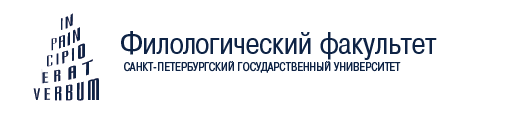 IN
PRIN
CIPIO
ERAT
VERBUM
Филологический факультет
САНКТ-ПЕТЕРБУРГСКИЙ ГОСУДАРСТВЕННЫЙ УНИВЕРСИТЕТ